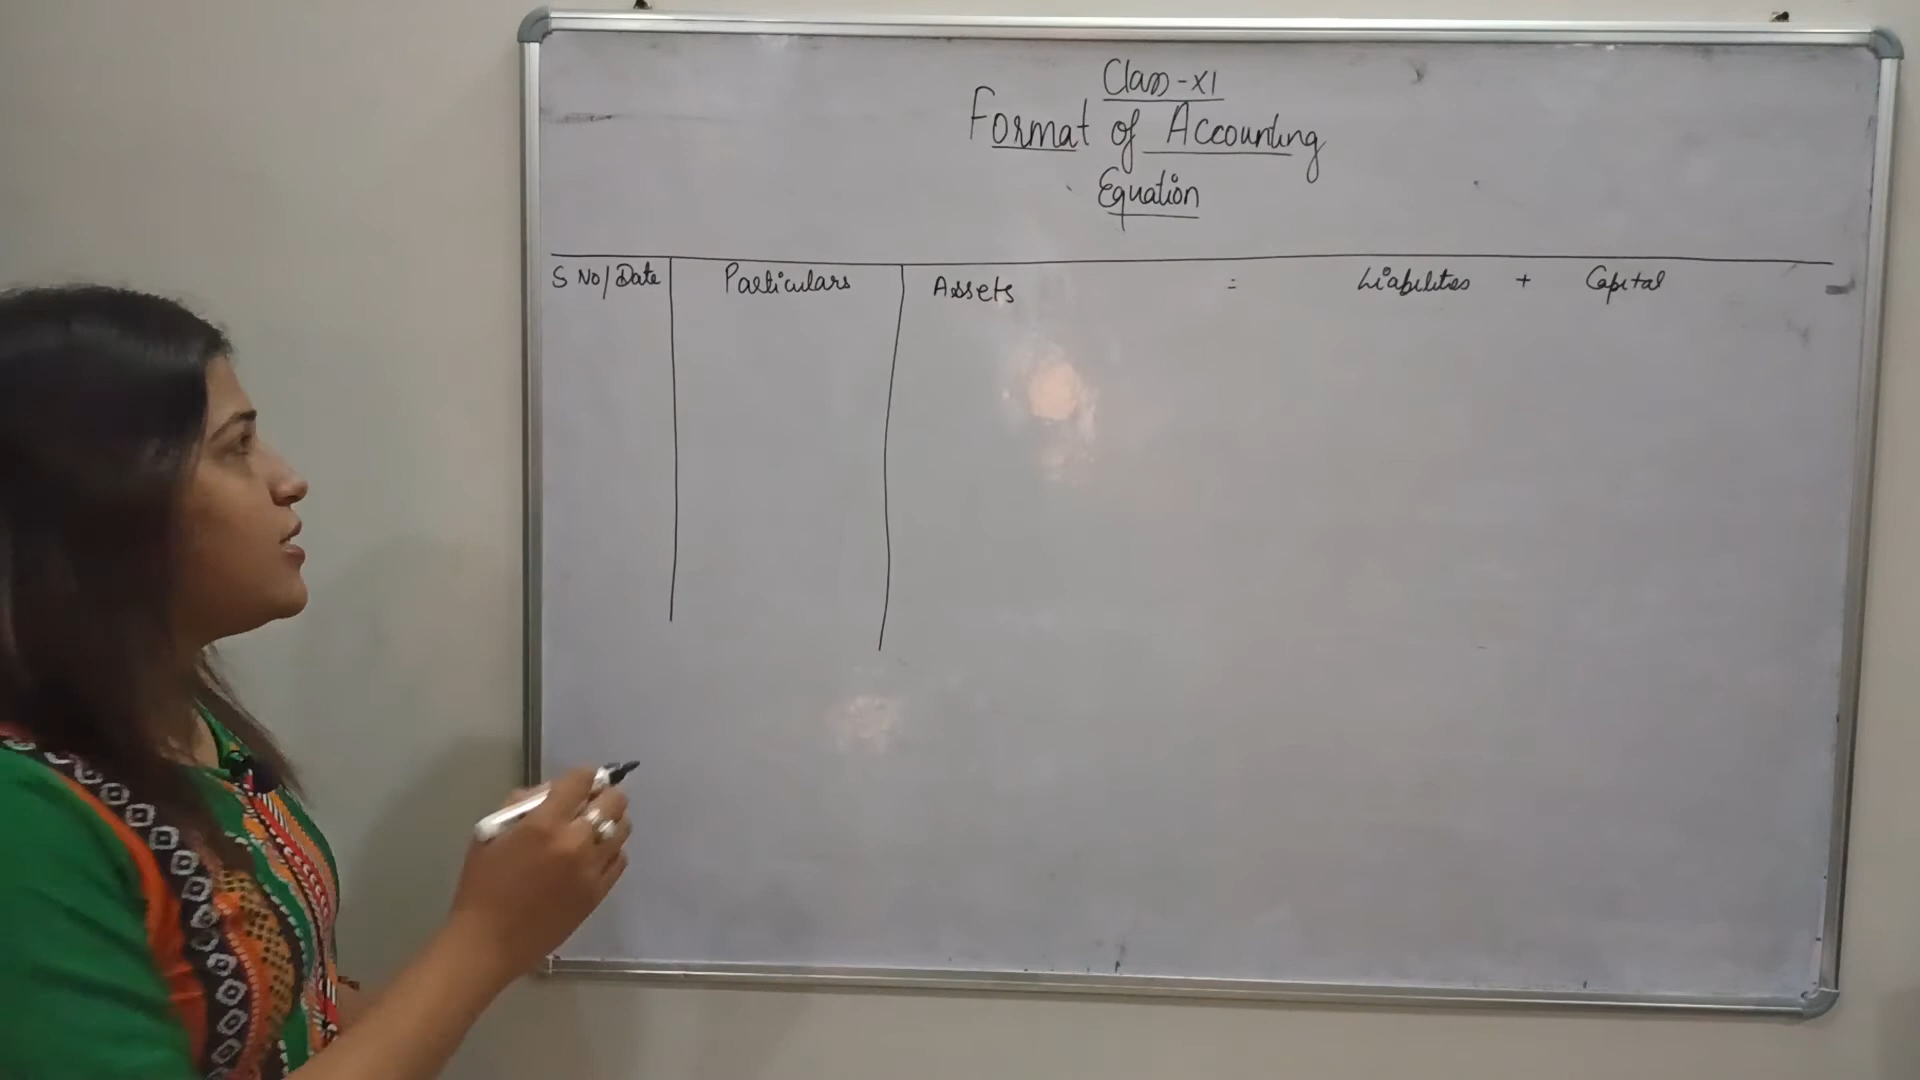 Class-XI
Format of Accounting
Equation
S No/Date Particulars Assets = Liabilities + Capital